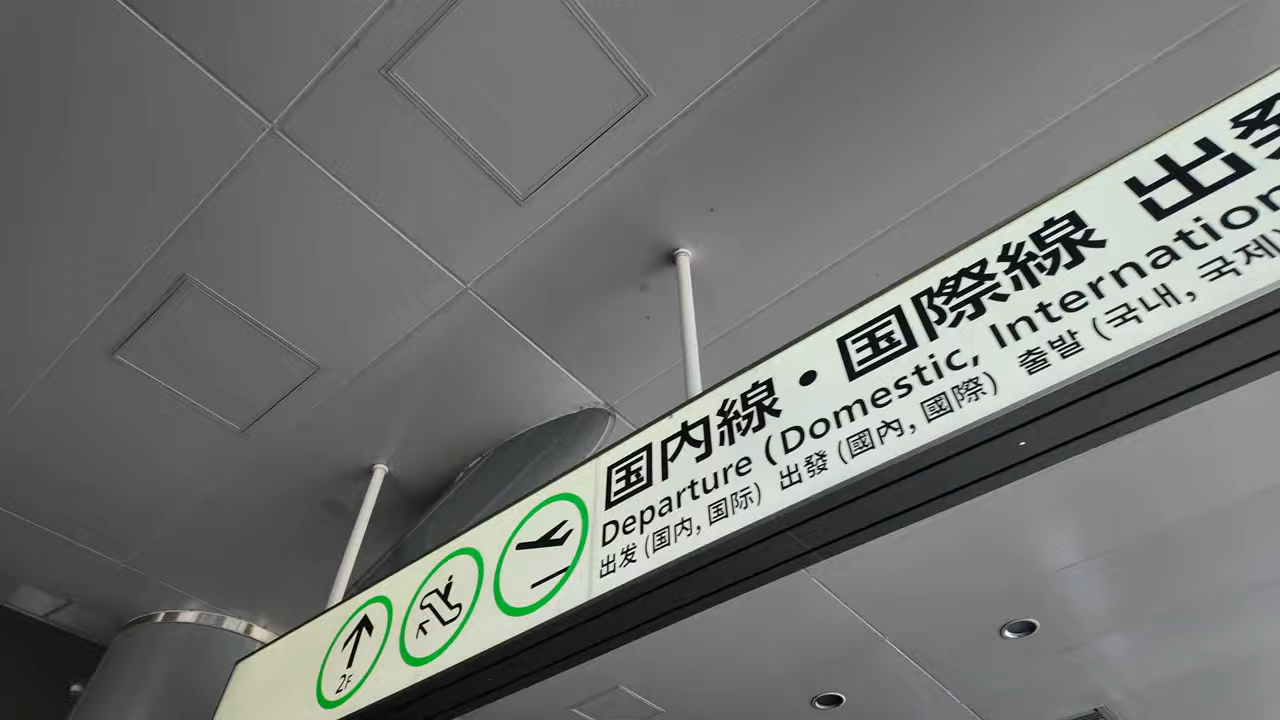 国内線・国際線 出発
Departure (Domestic, Internation
出发 (国内, 国际) 出發 (國內, 國際) 출발 (국내, 국제)
2F